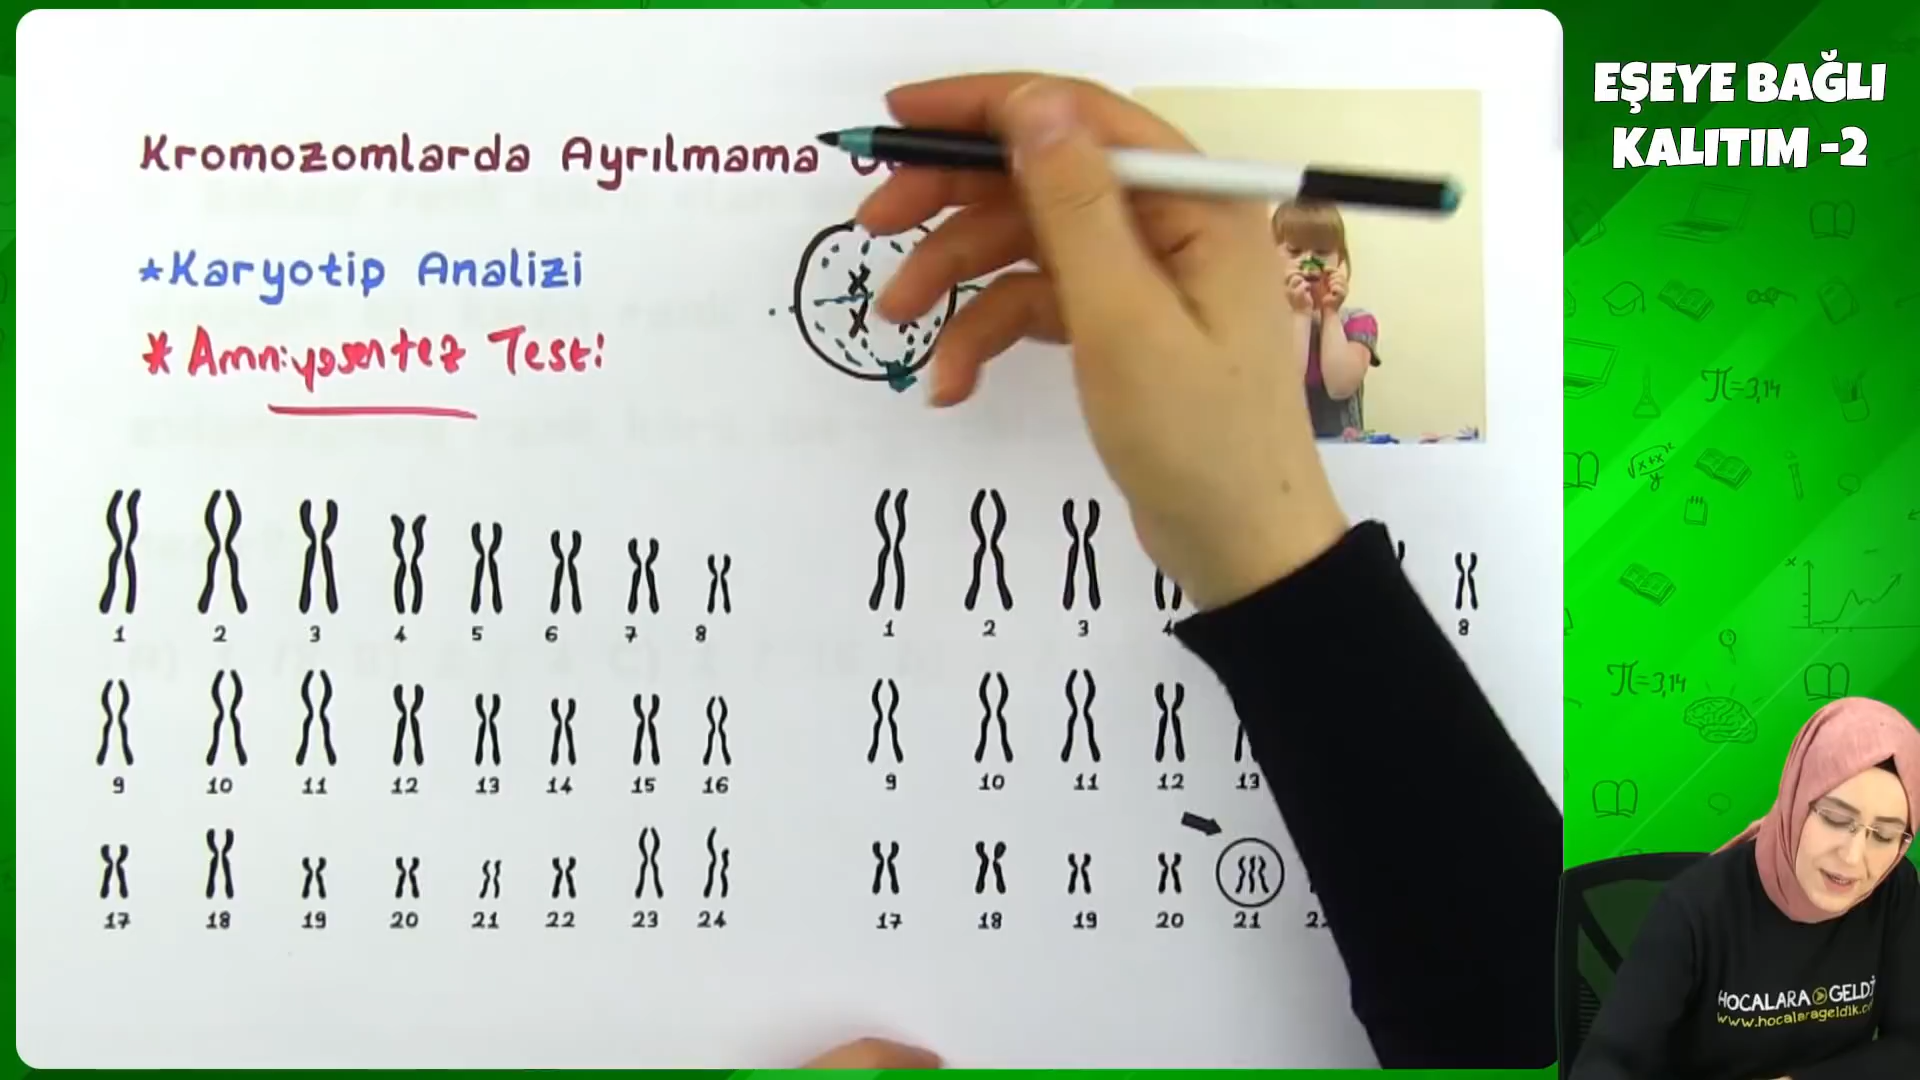 EŞEYE BAĞLI
KALITIM -2
Kromozomlarda Ayrılmama
*Karyotip Analizi
* Amniyosentez Testi
1 2 3 4 5 6 7 8
9 10 11 12 13 14 15 16
17 18 19 20 21 22 23 24
1 2 3 4 8
9 10 11 12 13
17 18 19 20 21
π=3,14
π=3,14
HOCALARA GELDİ
www.hocalarageldik.c